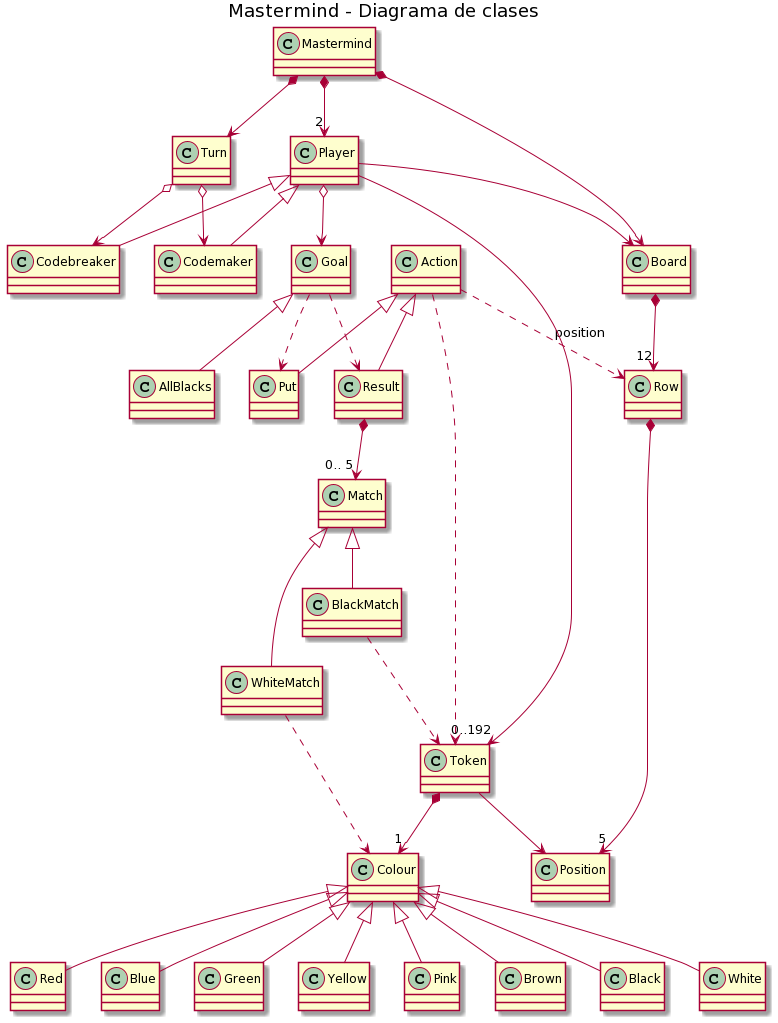 Mastermind - Diagrama de clases
C Mastermind
2
C Turn
C Player
C Codebreaker
C Codemaker
C Goal
C Action
C Board
position
12
C AllBlacks
C Put
C Result
C Row
0.. 5
C Match
C BlackMatch
C WhiteMatch
0..192
C Token
1
5
C Colour
C Position
C Red
C Blue
C Green
C Yellow
C Pink
C Brown
C Black
C White